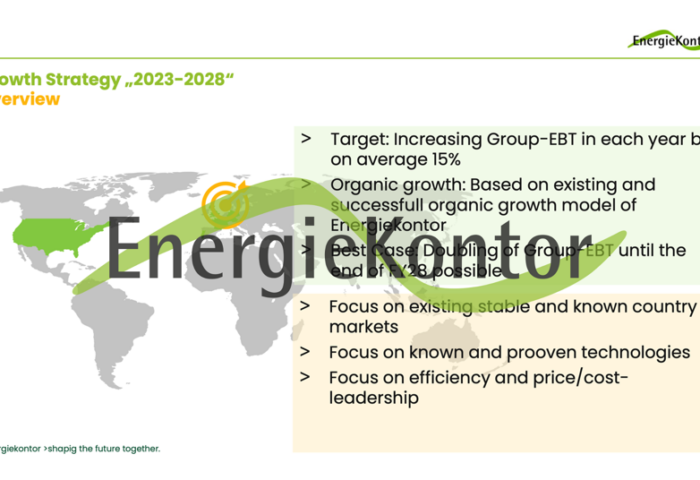 EnergieKont
owth Strategy „2023-2028“
erview
> Target: Increasing Group-EBT in each year b
on average 15%
> Organic growth: Based on existing and
successfull organic growth model of
Energiekontor
> Best Case: Doubling of Group-EBT until the
end of FY28 possible
EnergieKontor
> Focus on existing stable and known country
markets
> Focus on known and prooven technologies
> Focus on efficiency and price/cost-
leadership
rgiekontor >shapig the future together.